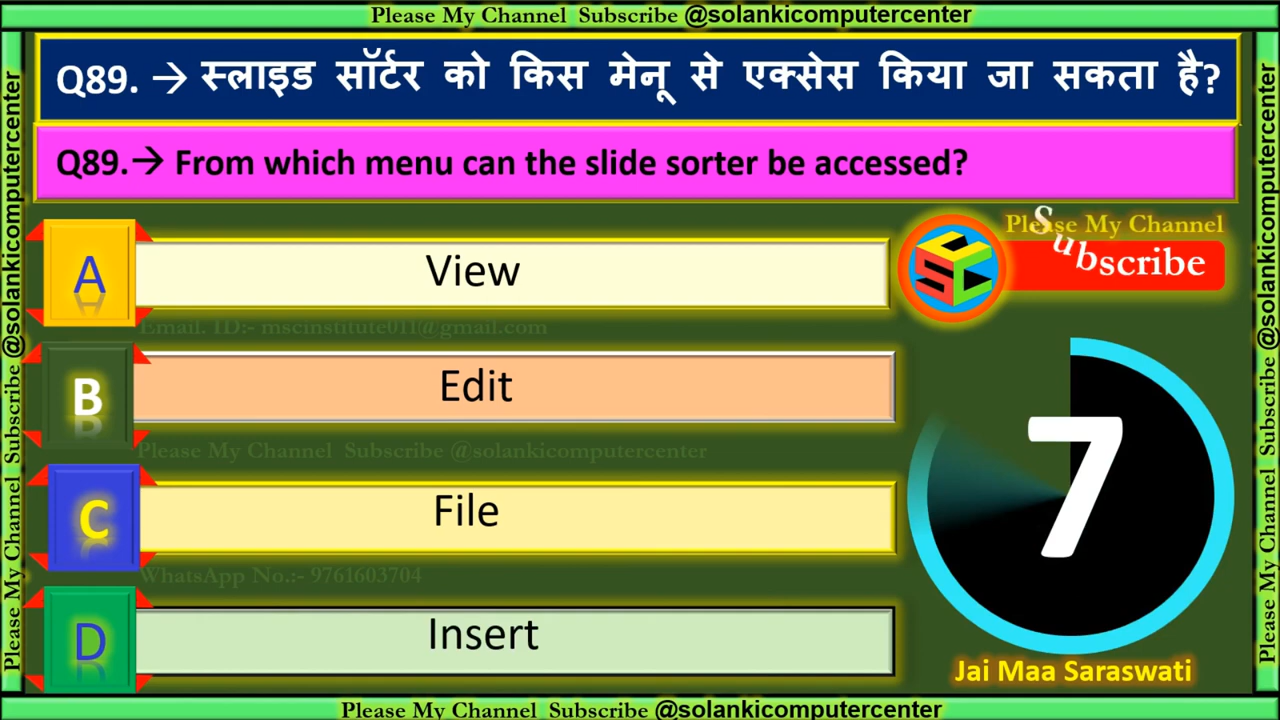 Please My Channel Subscribe @solankicomputercenter
Q89. → स्लाइड सॉर्टर को किस मेनू से एक्सेस किया जा सकता है?
Q89.→ From which menu can the slide sorter be accessed?
A
View
Please My Channel
Subscribe
Email. ID:- mscinstitute011@gmail.com
B
Edit
Please My Channel Subscribe @solankicomputercenter
7
C
File
WhatsApp No.:- 9761603704
D
Insert
Jai Maa Saraswati
Please My Channel Subscribe @solankicomputercenter
Please My Channel Subscribe @solankicomputercenter
Please My Channel Subscribe @solankicomputercenter